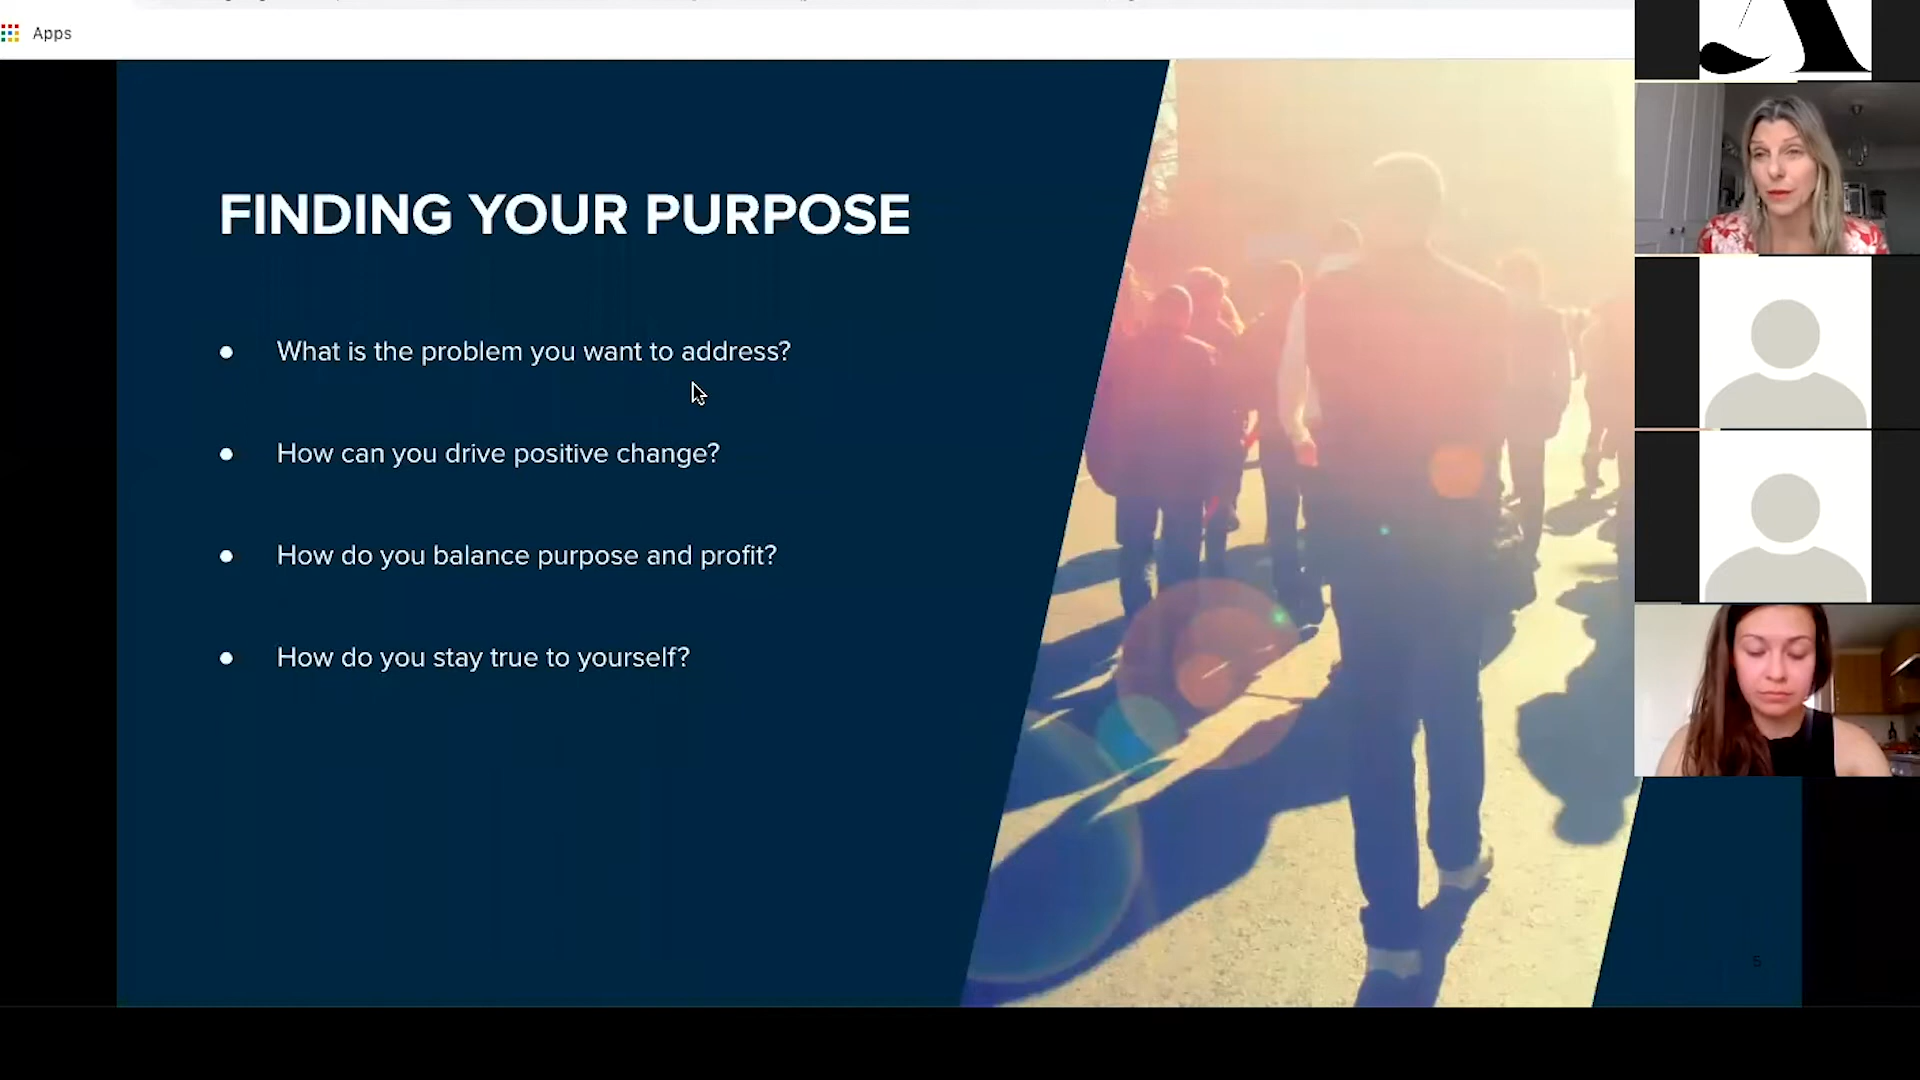 Apps
FINDING YOUR PURPOSE
● What is the problem you want to address?
● How can you drive positive change?
● How do you balance purpose and profit?
● How do you stay true to yourself?
5